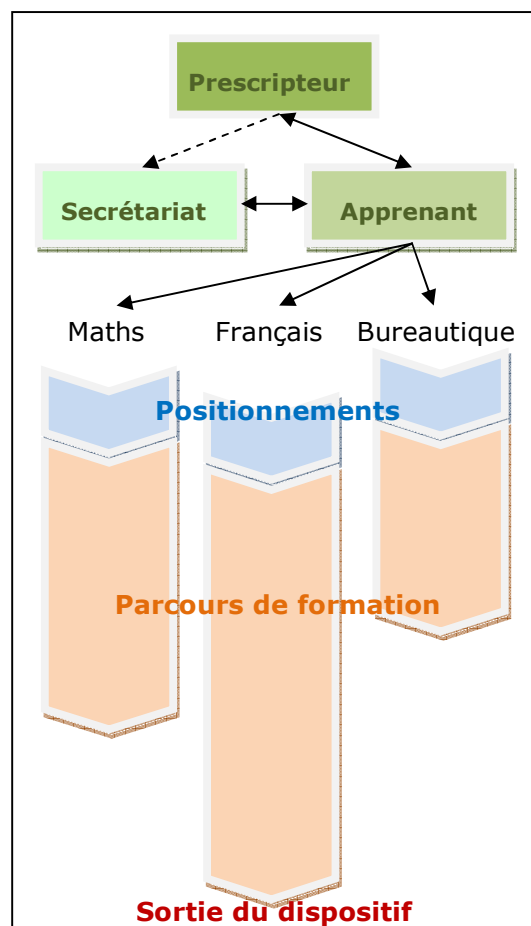 Prescripteur
Secrétariat
Apprenant
Maths
Français
Bureautique
Positionnements
Parcours de formation
Sortie du dispositif